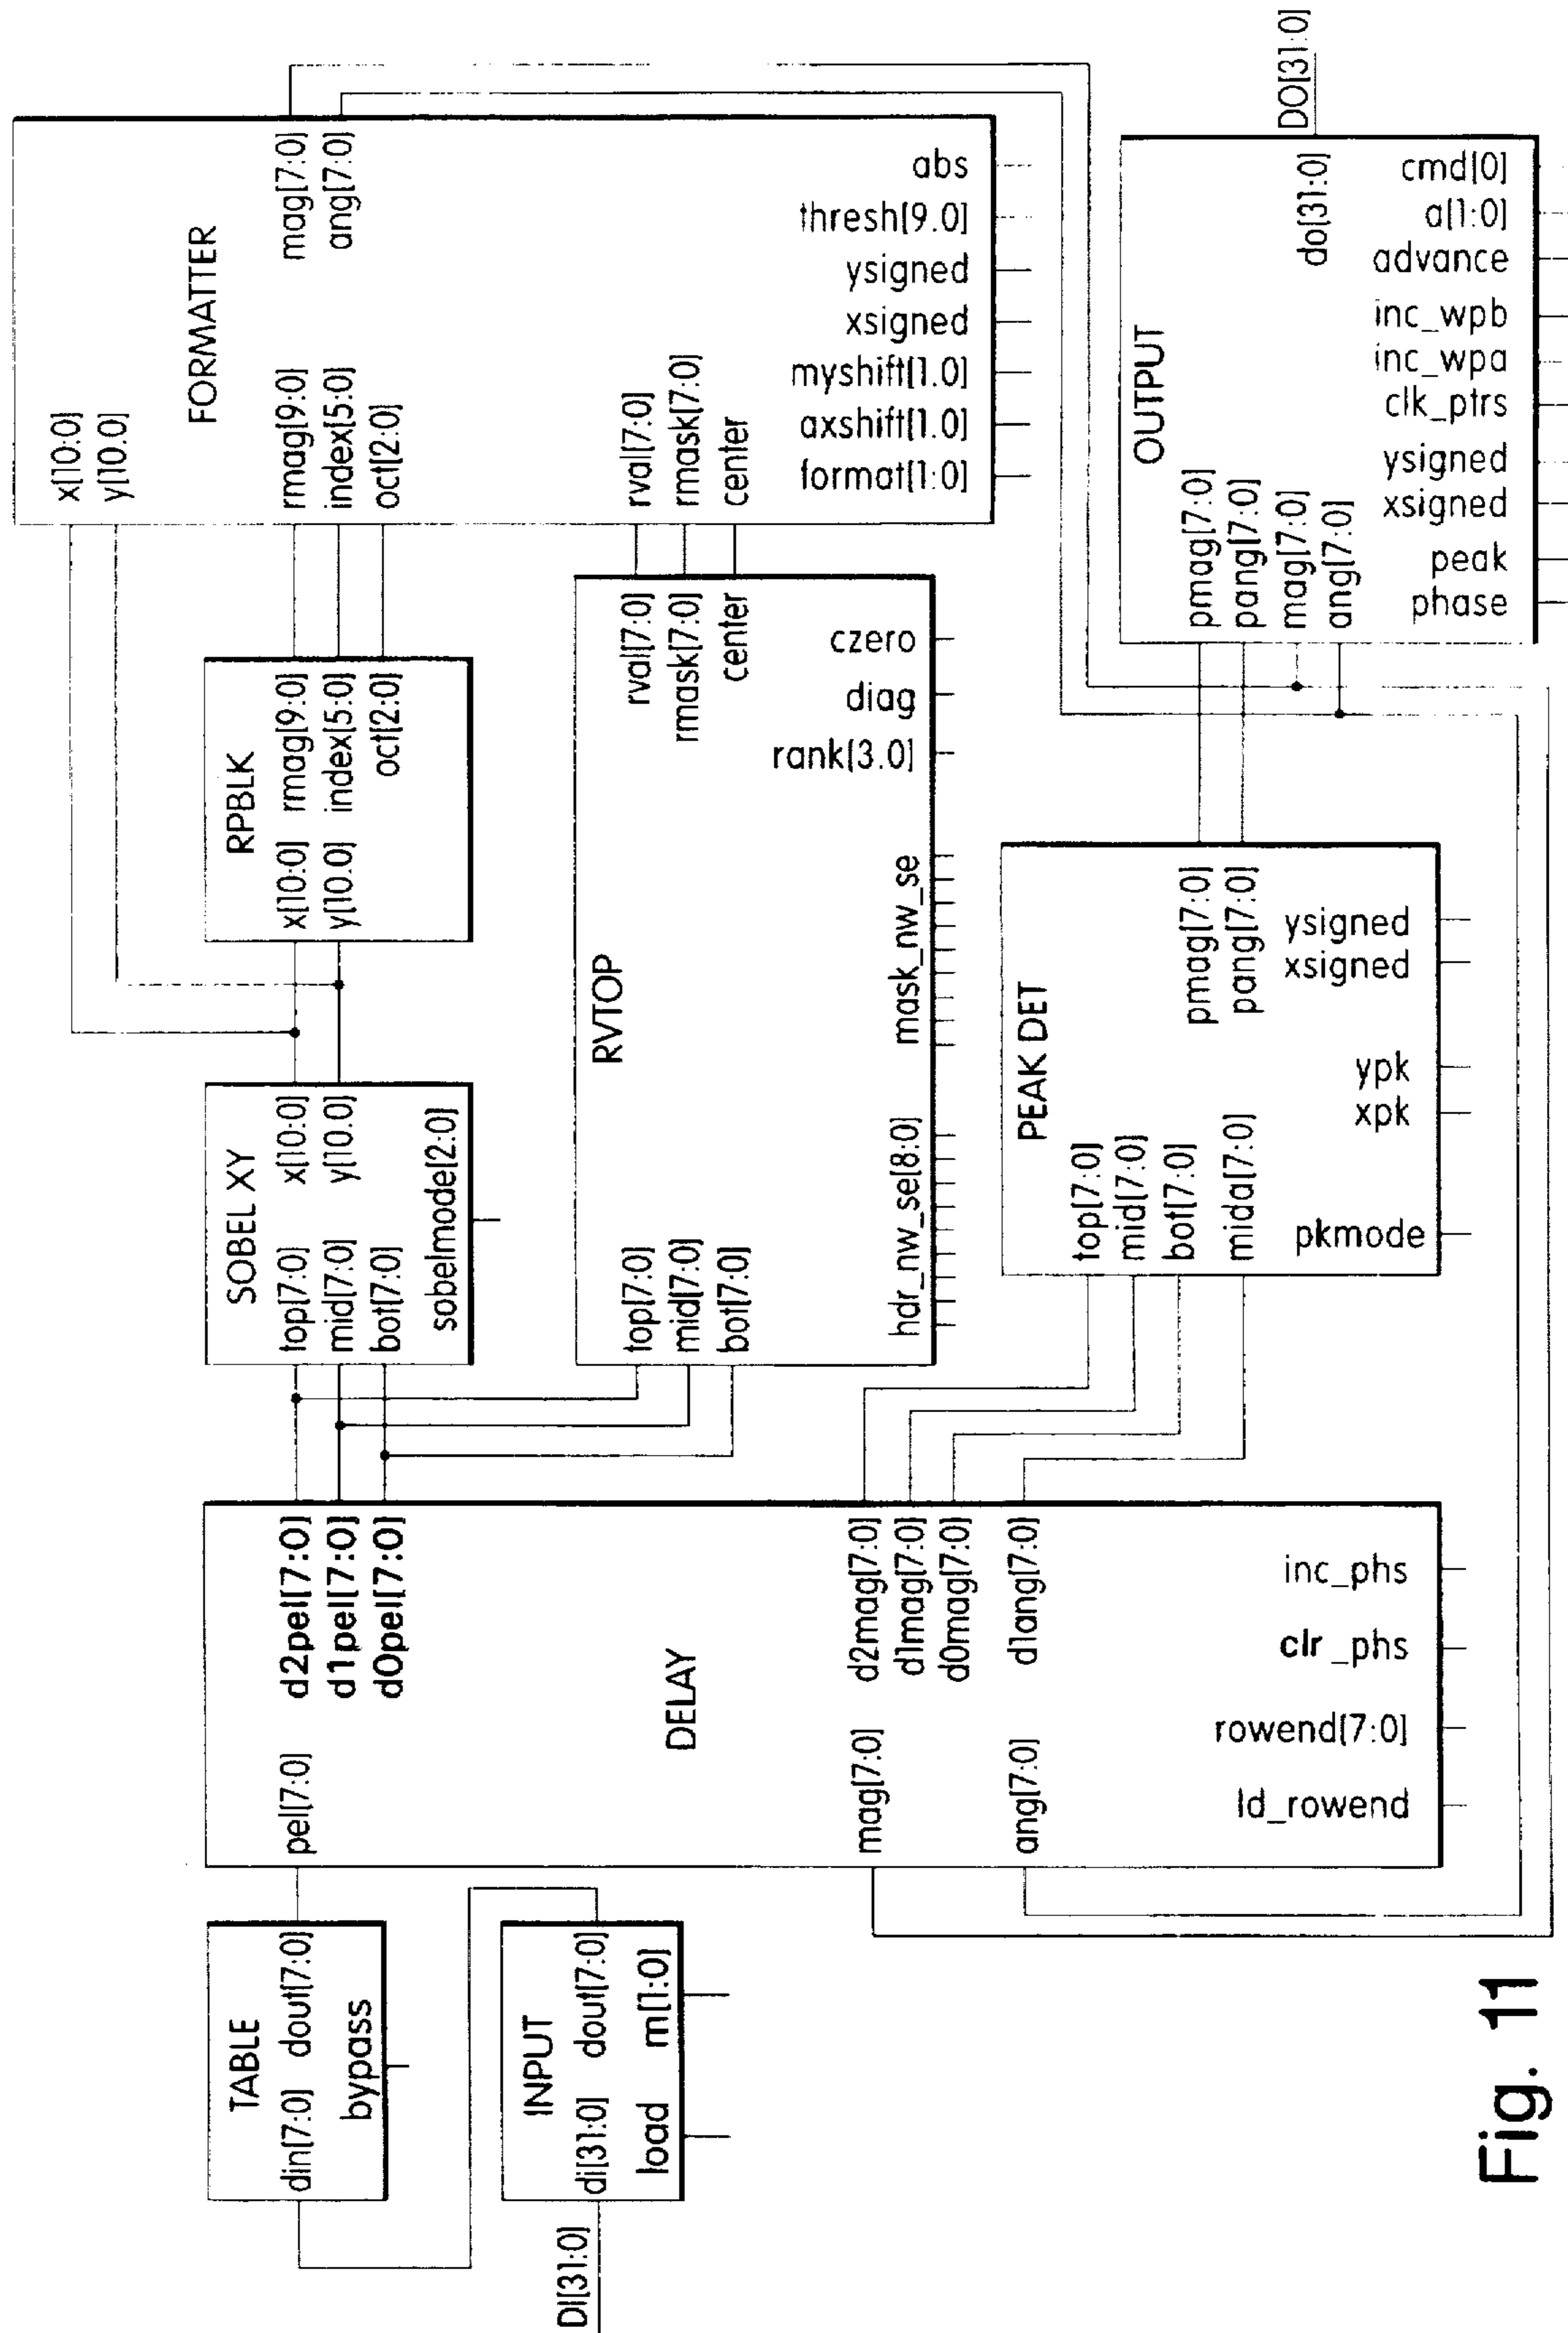 DI[31:0]
TABLE
din[7:0] dout[7:0]
bypass
INPUT
di[31:0] dout[7:0]
load m[1:0]
DELAY
pel[7:0]
d2pel[7:0]
d1pel[7:0]
d0pel[7:0]
mag[7:0]
ang[7:0]
d2mag[7:0]
d1mag[7:0]
d0mag[7:0]
d1ang[7:0]
ld_rowend
rowend[7:0]
clr_phs
inc_phs
SOBEL XY
top[7:0] x[10:0]
mid[7:0] y[10.0]
bot[7:0]
sobelmode[2:0]
RPBLK
x[10:0] rmag[9:0]
y[10.0] index[5:0]
oct[2:0]
RVTOP
top[7:0]
mid[7:0]
bot[7:0]
rval[7:0]
rmask[7:0]
center
hdr_nw_se[8:0]
mask_nw_se
rank[3.0]
diag
czero
FORMATTER
x[10:0]
y[10.0]
rmag[9:0]
index[5:0]
oct[2:0]
rval[7:0]
rmask[7:0]
center
mag[7:0]
ang[7:0]
format[1:0]
axshift[1.0]
myshift[1.0]
xsigned
ysigned
thresh[9.0]
abs
PEAK DET
top[7:0]
mid[7:0]
bot[7:0]
mida[7:0]
pmag[7:0]
pang[7:0]
pkmode
xpk
ypk
xsigned
ysigned
OUTPUT
pmag[7:0]
pang[7:0]
mag[7:0]
ang[7:0]
do[31:0]
phase
peak
xsigned
ysigned
clk_ptrs
inc_wpa
inc_wpb
advance
a[1:0]
cmd[0]
DO[31:0]
Fig. 11